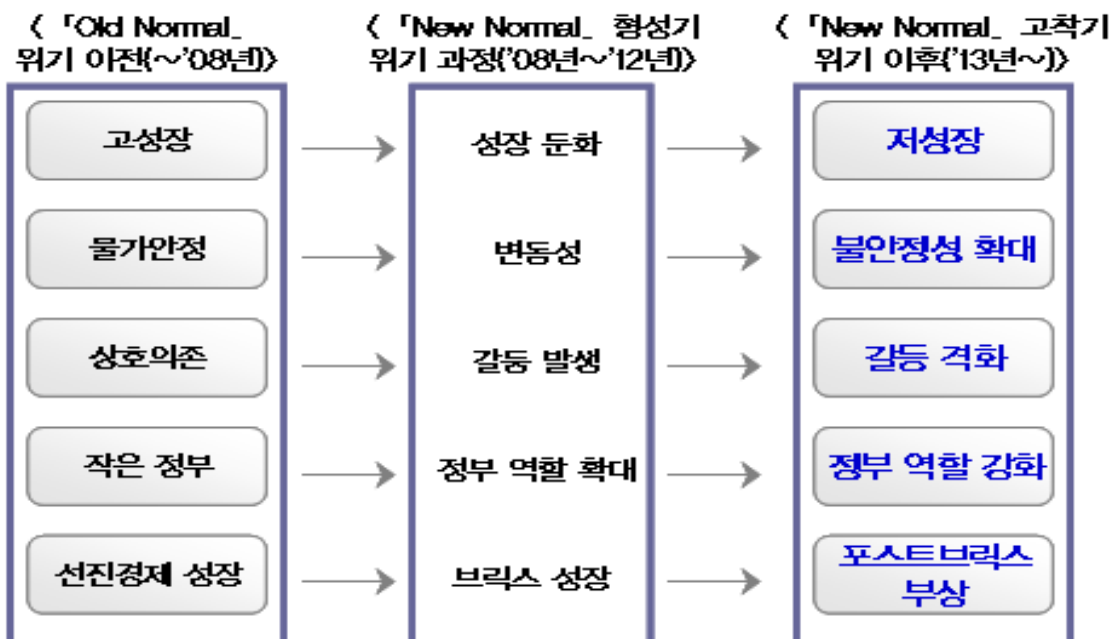 〈「Old Normal」 위기 이전(~'08년)〉
〈「New Normal」 형성기 위기 과정('08년~'12년)〉
〈「New Normal」 고착기 위기 이후('13년~)〉
고성장
성장 둔화
저성장
물가안정
변동성
불안정성 확대
상호의존
갈등 발생
갈등 격화
작은 정부
정부 역할 확대
정부 역할 강화
선진경제 성장
브릭스 성장
포스트브릭스
부상